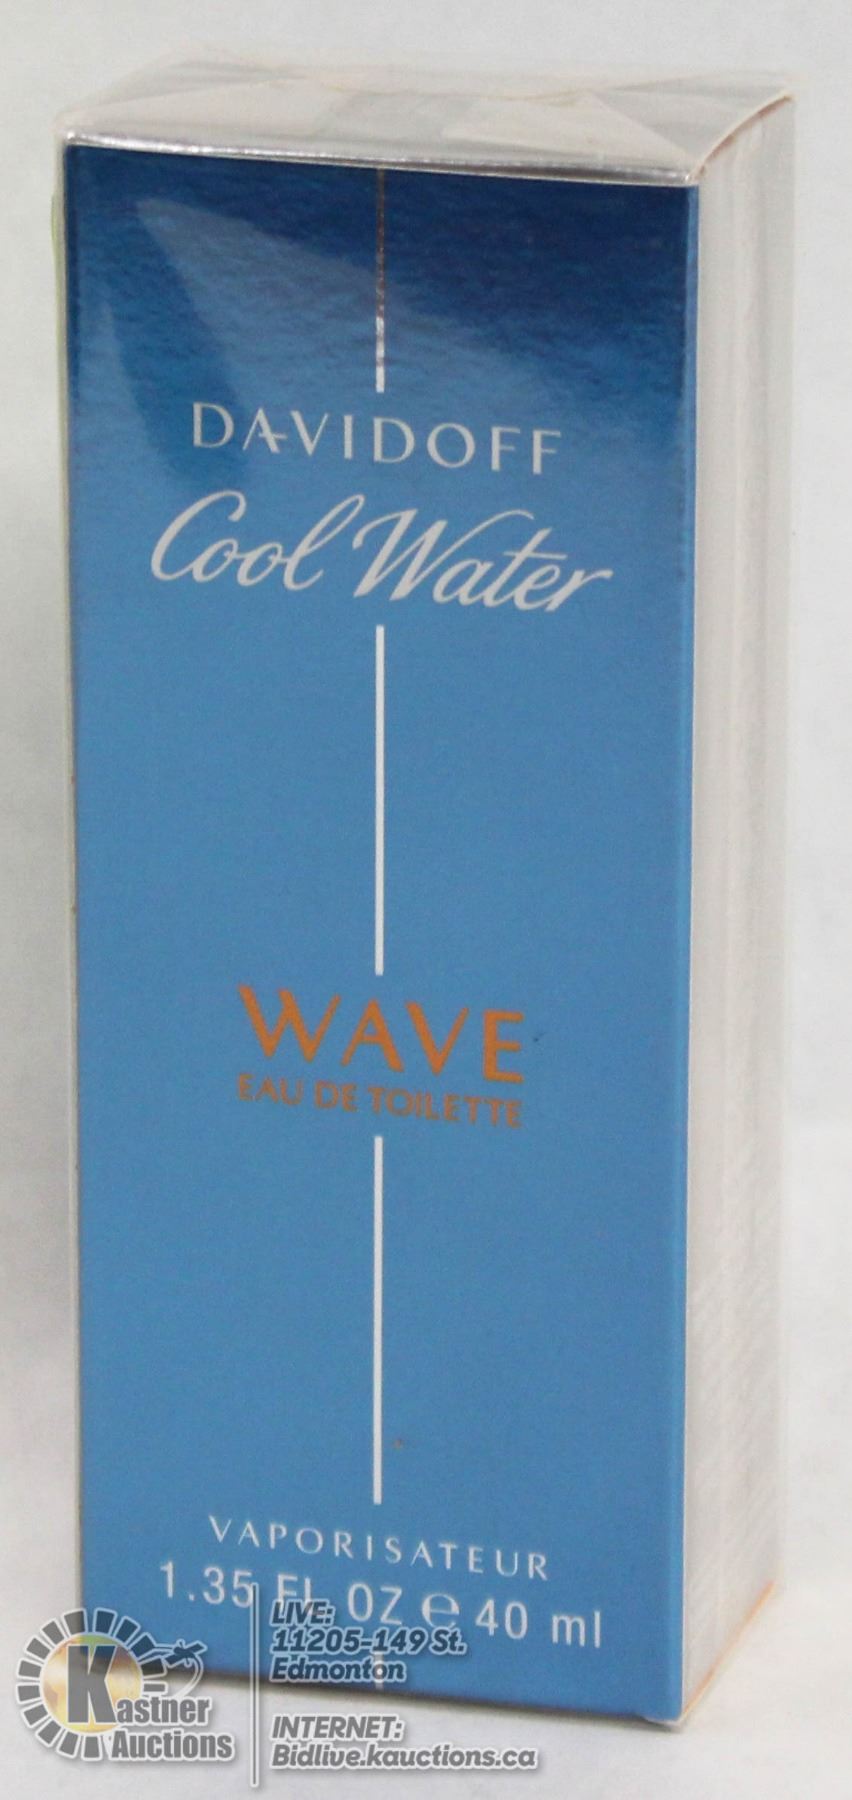 DAVIDOFF
Cool Water
WAVE
EAU DE TOILETTE
VAPORISATEUR
1.35 FL. OZ e 40 ml
LIVE:
11205-149 St.
Edmonton
INTERNET:
Bidlive.kauctions.ca
Kastner
Auctions